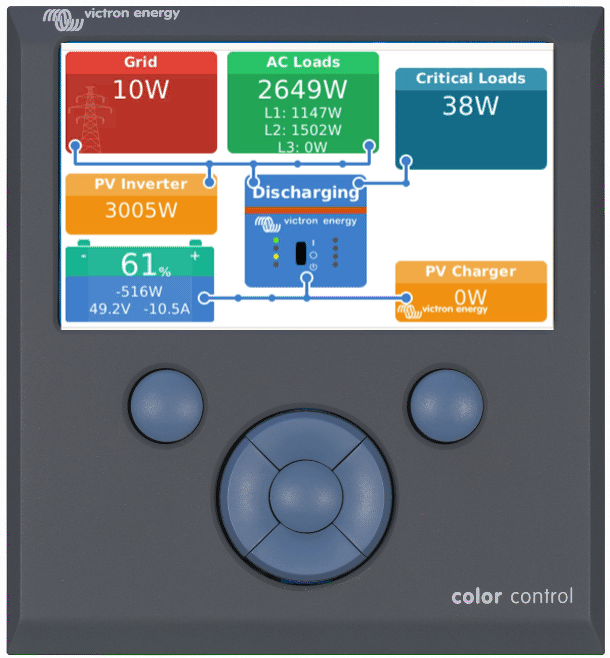 victron energy
Grid
10W
AC Loads
2649W
L1: 1147W
L2: 1502W
L3: 0W
Critical Loads
38W
PV Inverter
3005W
Discharging
victron energy
I
- +
61%
-516W
49.2V -10.5A
PV Charger
0W
victron energy
color control